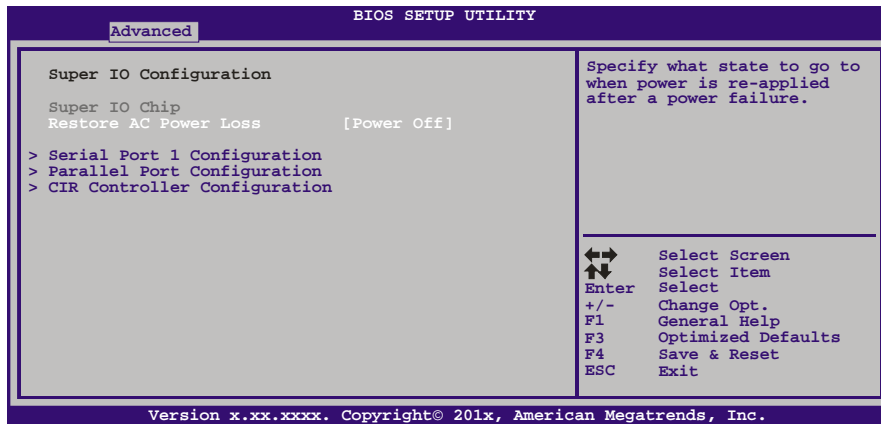 BIOS SETUP UTILITY
Advanced
Super IO Configuration
Super IO Chip
Restore AC Power Loss [Power Off]
> Serial Port 1 Configuration
> Parallel Port Configuration
> CIR Controller Configuration
Specify what state to go to
when power is re-applied
after a power failure.
Select Screen
Select Item
Enter Select
+/- Change Opt.
F1 General Help
F3 Optimized Defaults
F4 Save & Reset
ESC Exit
Version x.xx.xxxx. Copyright© 201x, American Megatrends, Inc.